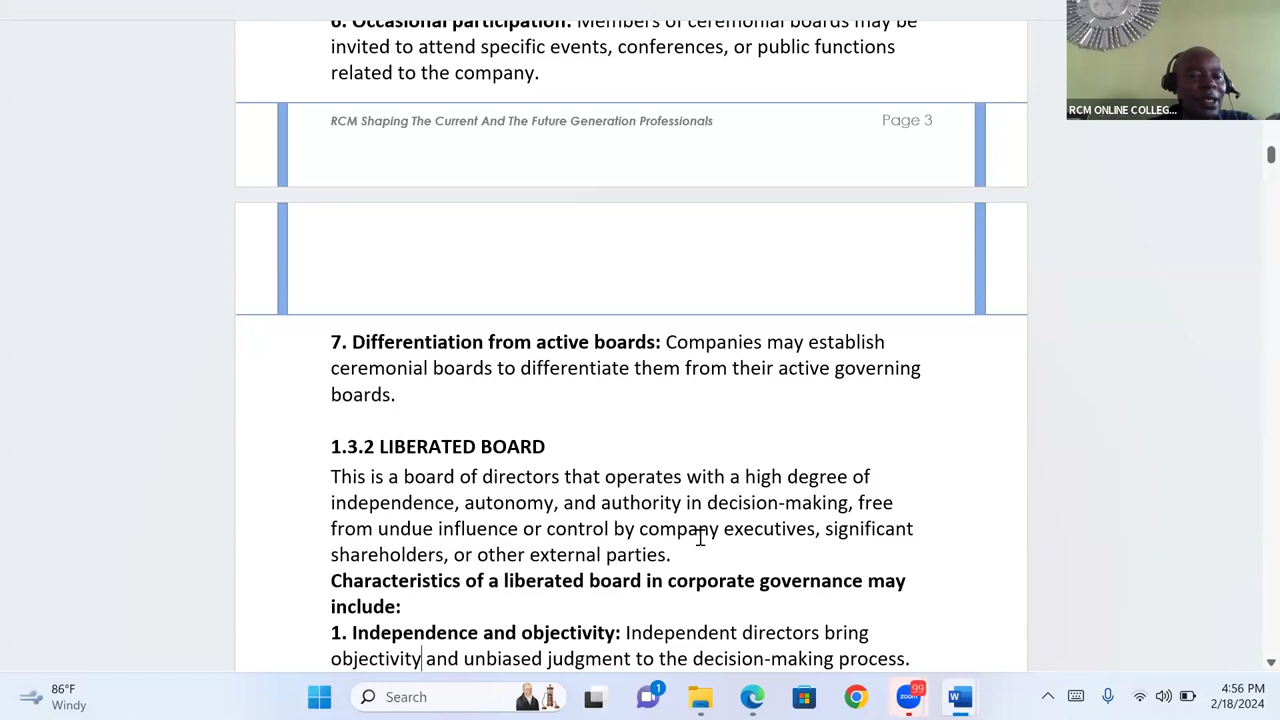 6. Occasional participation: Members of ceremonial boards may be
invited to attend specific events, conferences, or public functions
related to the company.
RCM Shaping The Current And The Future Generation Professionals
Page 3
RCM ONLINE COLLEG...
7. Differentiation from active boards: Companies may establish
ceremonial boards to differentiate them from their active governing
boards.
1.3.2 LIBERATED BOARD
This is a board of directors that operates with a high degree of
independence, autonomy, and authority in decision-making, free
from undue influence or control by company executives, significant
shareholders, or other external parties.
Characteristics of a liberated board in corporate governance may
include:
1. Independence and objectivity: Independent directors bring
objectivity and unbiased judgment to the decision-making process.
86°F
Windy
Search
1
zoom
99
4:56 PM
2/18/2024